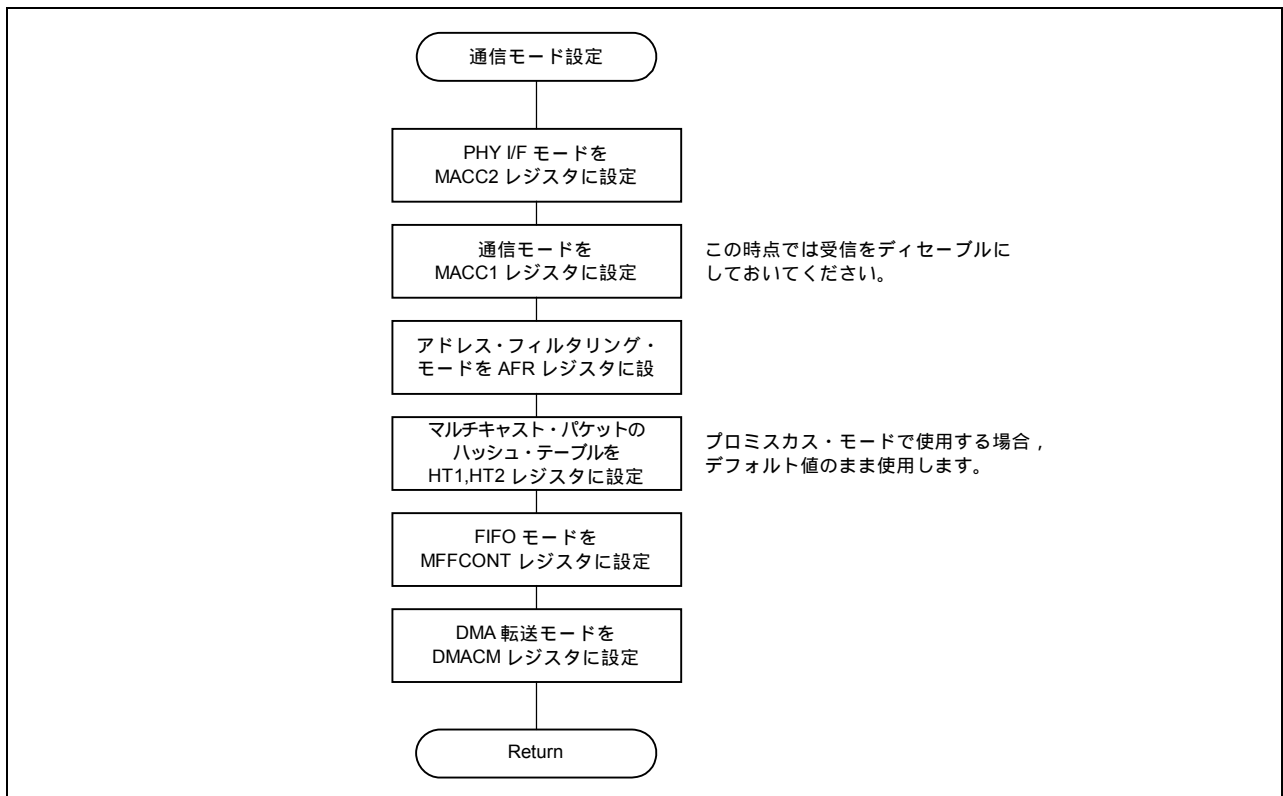 通信モード設定
PHY I/F モードを
MACC2 レジスタに設定
通信モードを
MACC1 レジスタに設定
この時点では受信をディセーブルに
しておいてください。
アドレス・フィルタリング・
モードを AFR レジスタに設
マルチキャスト・パケットの
ハッシュ・テーブルを
HT1,HT2 レジスタに設定
プロミスカス・モードで使用する場合，
デフォルト値のまま使用します。
FIFO モードを
MFFCONT レジスタに設定
DMA 転送モードを
DMACM レジスタに設定
Return